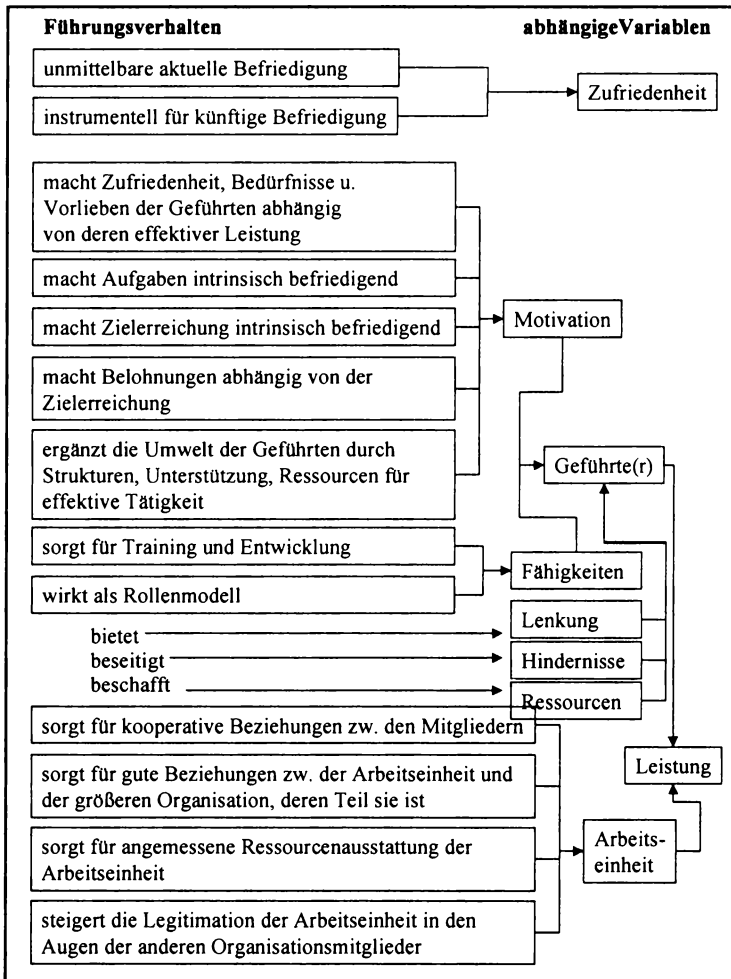 Führungsverhalten
abhängigeVariablen
unmittelbare aktuelle Befriedigung
instrumentell für künftige Befriedigung
Zufriedenheit
macht Zufriedenheit, Bedürfnisse u.
Vorlieben der Geführten abhängig
von deren effektiver Leistung
macht Aufgaben intrinsisch befriedigend
macht Zielerreichung intrinsisch befriedigend
Motivation
macht Belohnungen abhängig von der
Zielerreichung
ergänzt die Umwelt der Geführten durch
Strukturen, Unterstützung, Ressourcen für
effektive Tätigkeit
Geführte(r)
sorgt für Training und Entwicklung
wirkt als Rollenmodell
Fähigkeiten
bietet
Lenkung
beseitigt
Hindernisse
beschafft
Ressourcen
sorgt für kooperative Beziehungen zw. den Mitgliedern
sorgt für gute Beziehungen zw. der Arbeitseinheit und
der größeren Organisation, deren Teil sie ist
Leistung
sorgt für angemessene Ressourcenausstattung der
Arbeitseinheit
Arbeits-
einheit
steigert die Legitimation der Arbeitseinheit in den
Augen der anderen Organisationsmitglieder